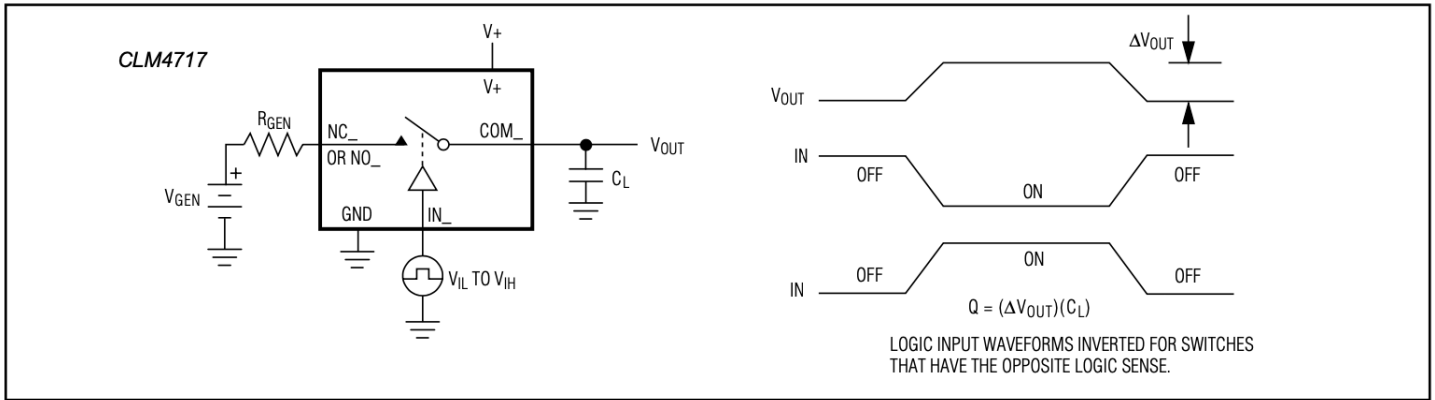 CLM4717
V+
V+
RGEN
NC_
OR NO_
COM_
VOUT
CL
VGEN
+
GND
IN_
VIL TO VIH
ΔVOUT
VOUT
IN
OFF
ON
OFF
IN
OFF
ON
OFF
Q = (ΔVOUT)(CL)
LOGIC INPUT WAVEFORMS INVERTED FOR SWITCHES
THAT HAVE THE OPPOSITE LOGIC SENSE.